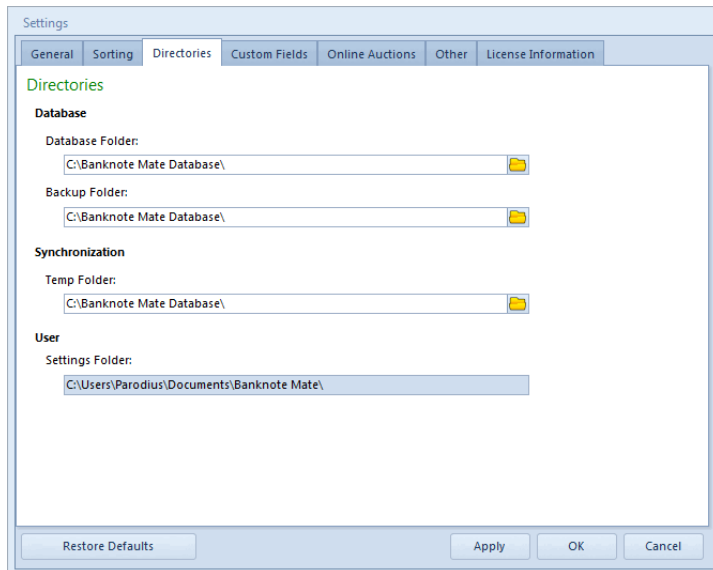 Settings
General Sorting Directories Custom Fields Online Auctions Other License Information
Directories
Database
Database Folder:
C:\Banknote Mate Database\
Backup Folder:
C:\Banknote Mate Database\
Synchronization
Temp Folder:
C:\Banknote Mate Database\
User
Settings Folder:
C:\Users\Parodius\Documents\Banknote Mate\
Restore Defaults Apply OK Cancel